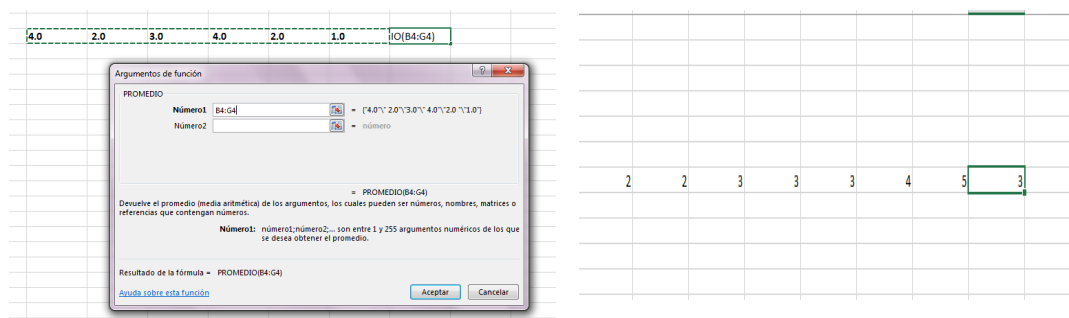 4.0 2.0 3.0 4.0 2.0 1.0 IO(B4:G4)
Argumentos de función
PROMEDIO
Número1 B4:G4 = {"4.0"\" 2.0"\"3.0"\" 4.0"\"2.0 "\"1.0"}
Número2 = número
= PROMEDIO(B4:G4)
Devuelve el promedio (media aritmética) de los argumentos, los cuales pueden ser números, nombres, matrices o
referencias que contengan números.
Número1: número1;número2;... son entre 1 y 255 argumentos numéricos de los que
se desea obtener el promedio.
Resultado de la fórmula = PROMEDIO(B4:G4)
Ayuda sobre esta función
Aceptar Cancelar
2 2 3 3 3 4 5 3